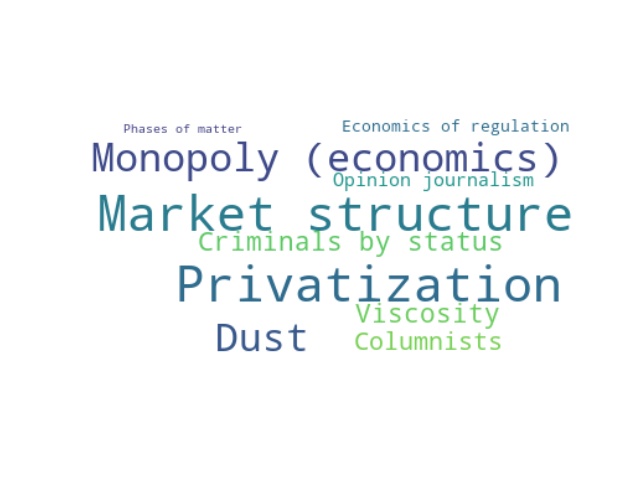 Phases of matter
Economics of regulation
Monopoly (economics)
Opinion journalism
Market structure
Criminals by status
Privatization
Viscosity
Dust
Columnists